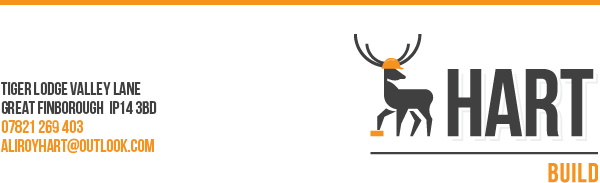 TIGER LODGE VALLEY LANE
GREAT FINBOROUGH IP14 3BD
07821 269 403
ALIROYHART@OUTLOOK.COM
HART
BUILD